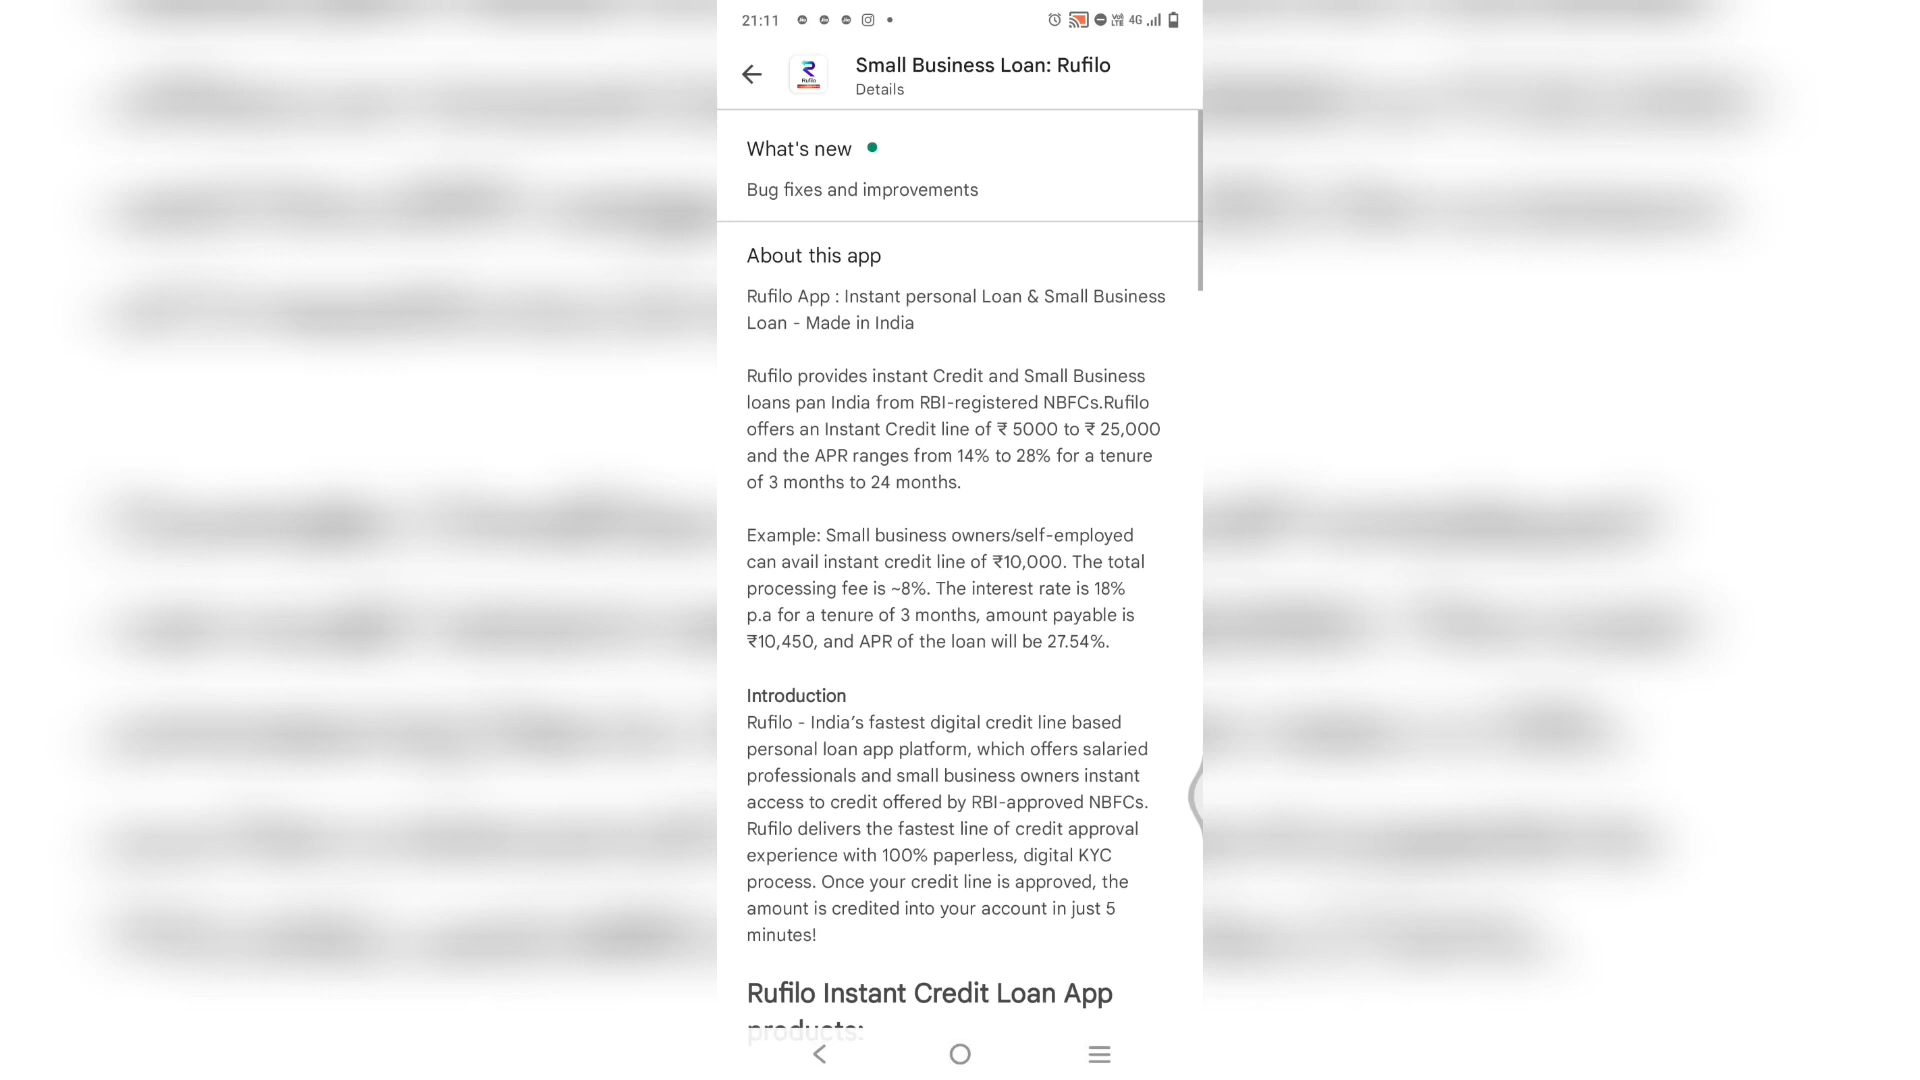 21:11
4G
Small Business Loan: Rufilo
Details
What's new
Bug fixes and improvements
About this app
Rufilo App : Instant personal Loan & Small Business
Loan - Made in India
Rufilo provides instant Credit and Small Business
loans pan India from RBI-registered NBFCs.Rufilo
offers an Instant Credit line of ₹ 5000 to ₹ 25,000
and the APR ranges from 14% to 28% for a tenure
of 3 months to 24 months.
Example: Small business owners/self-employed
can avail instant credit line of ₹10,000. The total
processing fee is ~8%. The interest rate is 18%
p.a for a tenure of 3 months, amount payable is
₹10,450, and APR of the loan will be 27.54%.
Introduction
Rufilo - India’s fastest digital credit line based
personal loan app platform, which offers salaried
professionals and small business owners instant
access to credit offered by RBI-approved NBFCs.
Rufilo delivers the fastest line of credit approval
experience with 100% paperless, digital KYC
process. Once your credit line is approved, the
amount is credited into your account in just 5
minutes!
Rufilo Instant Credit Loan App
products: